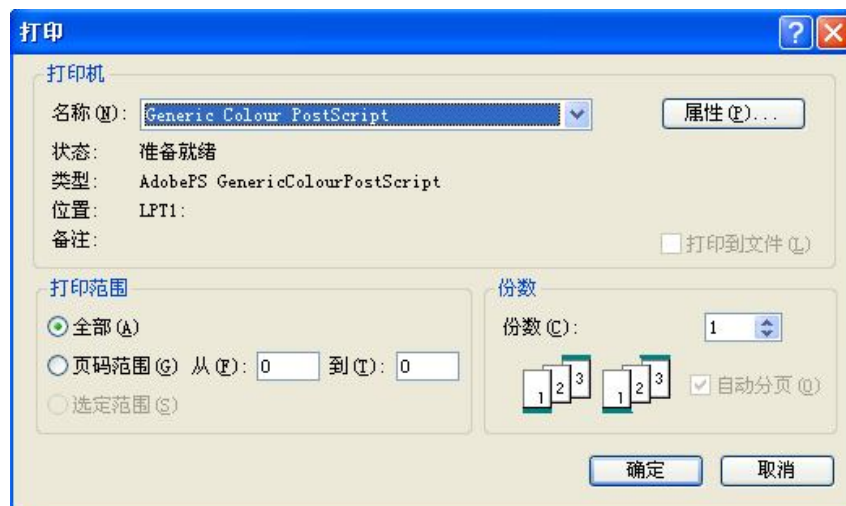 打印
打印机
名称(N): Generic Colour PostScript 属性(P)...
状态: 准备就绪
类型: AdobePS GenericColourPostScript
位置: LPT1:
备注:
打印到文件(L)
打印范围
全部(A)
页码范围(G) 从(F): 0 到(T): 0
选定范围(S)
份数
份数(C): 1
1 2 3 1 2 3 自动分页(O)
确定 取消